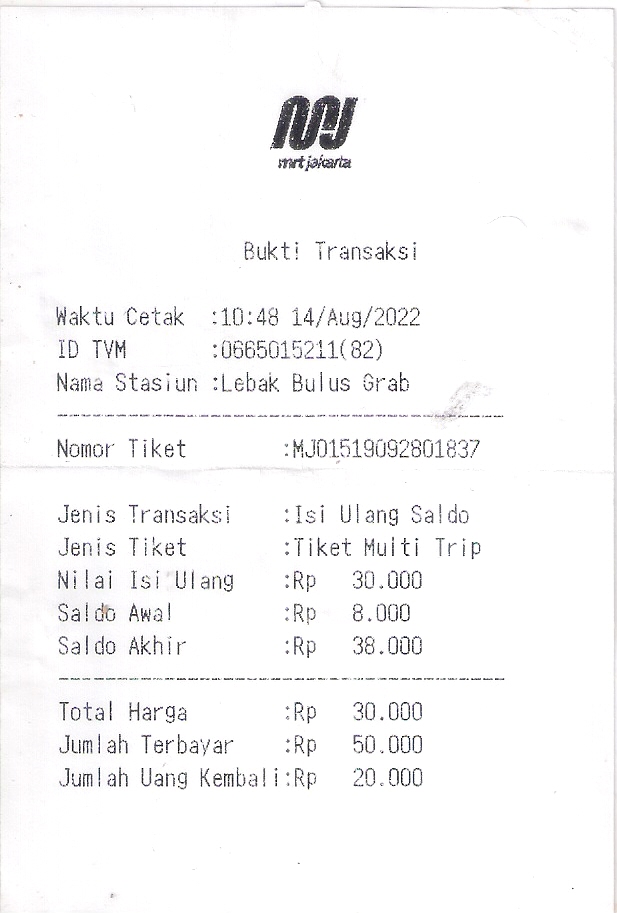 mrt jakarta
Bukti Transaksi
Waktu Cetak :10:48 14/Aug/2022
ID TVM :0665015211(82)
Nama Stasiun :Lebak Bulus Grab
Nomor Tiket :MJ01519092801837
Jenis Transaksi :Isi Ulang Saldo
Jenis Tiket :Tiket Multi Trip
Nilai Isi Ulang :Rp 30.000
Saldo Awal :Rp 8.000
Saldo Akhir :Rp 38.000
Total Harga :Rp 30.000
Jumlah Terbayar :Rp 50.000
Jumlah Uang Kembali:Rp 20.000